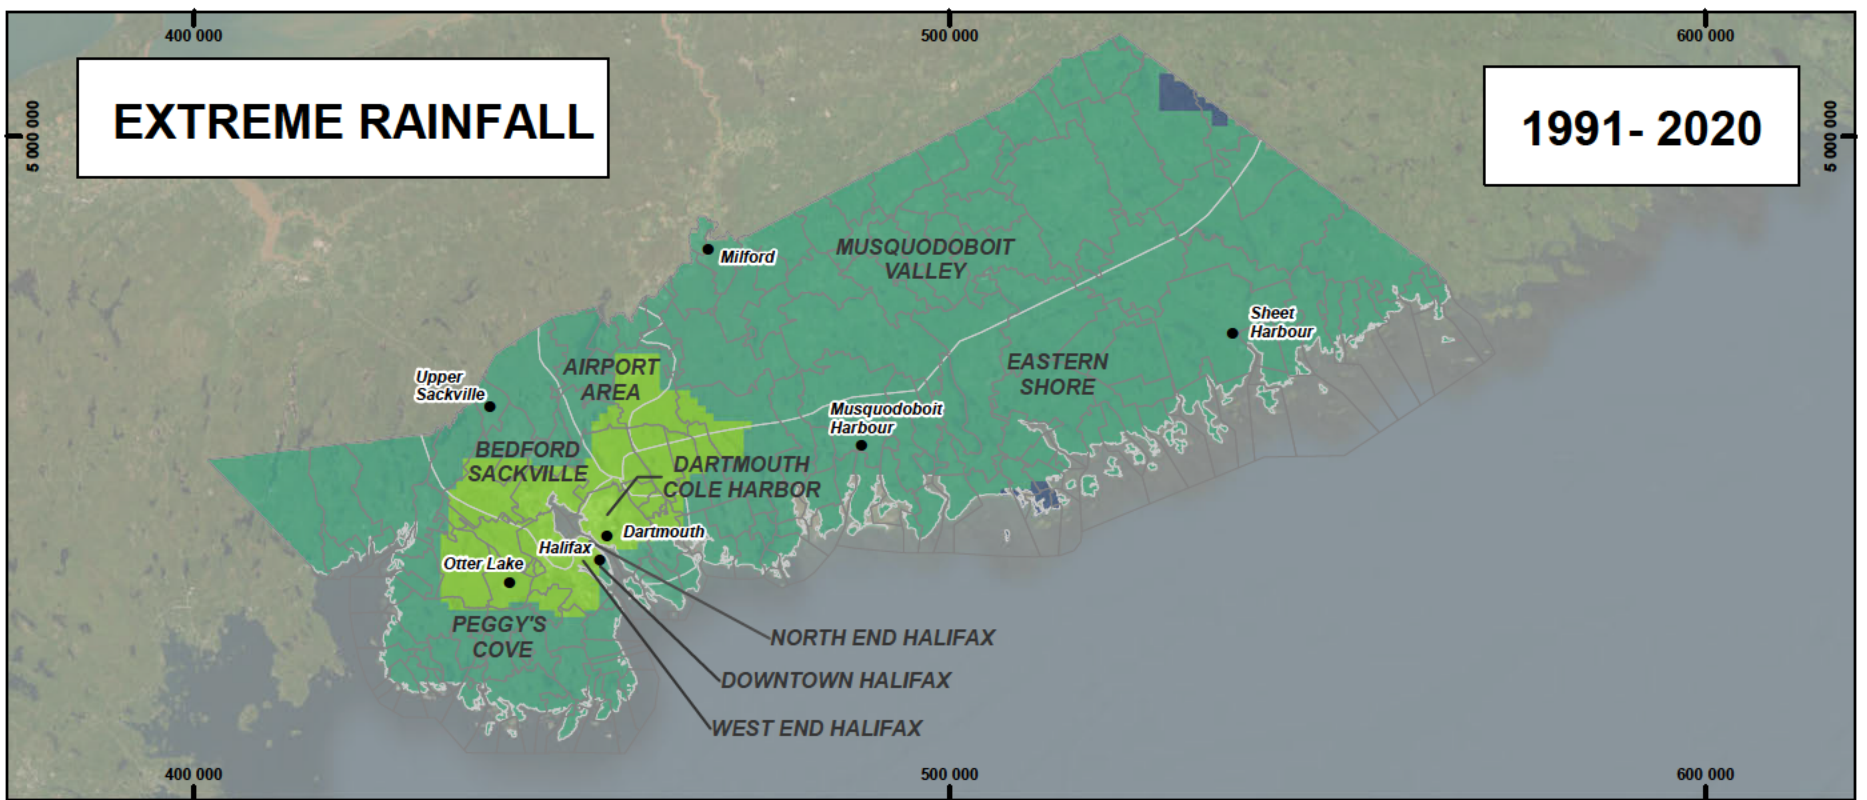 400 000
500 000
600 000
EXTREME RAINFALL
1991- 2020
5 000 000
5 000 000
MUSQUODOBOIT
VALLEY
Milford
Sheet
Harbour
EASTERN
SHORE
AIRPORT
AREA
Upper
Sackville
Musquodoboit
Harbour
BEDFORD
SACKVILLE
DARTMOUTH
COLE HARBOR
Dartmouth
Halifax
Otter Lake
PEGGY'S
COVE
NORTH END HALIFAX
DOWNTOWN HALIFAX
WEST END HALIFAX
400 000
500 000
600 000